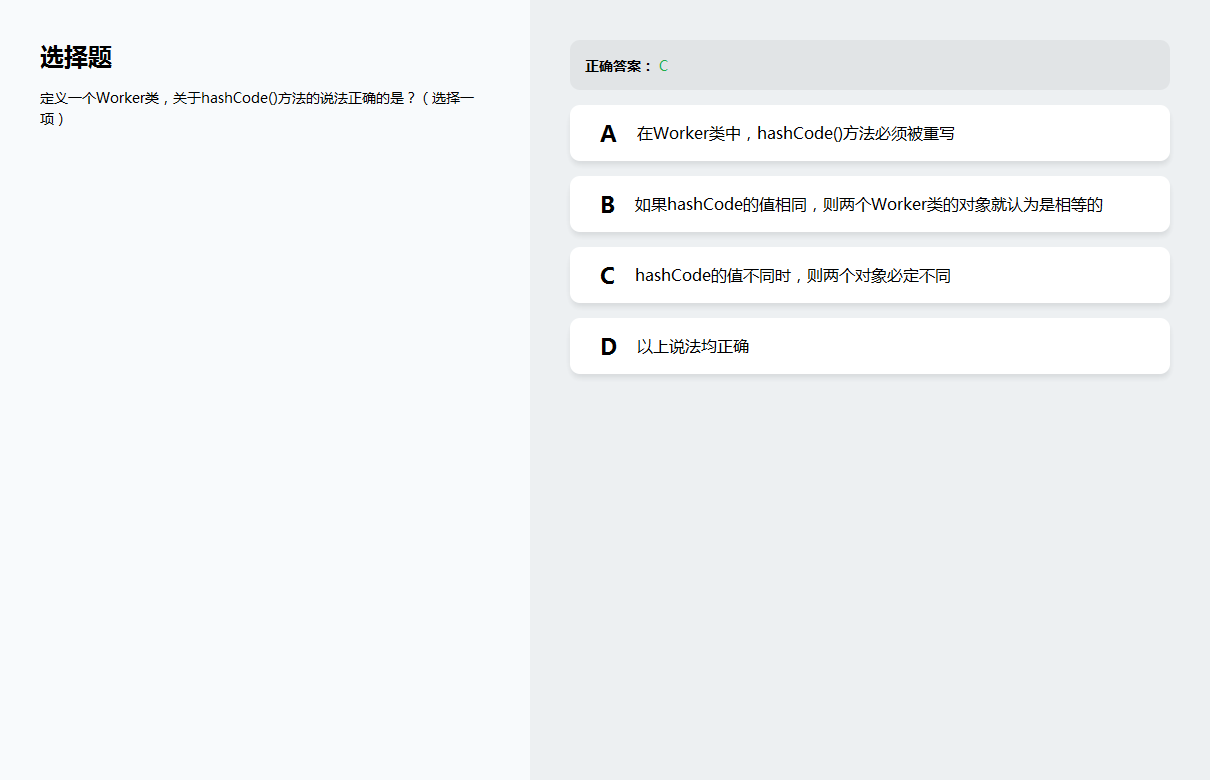 选择题
定义一个Worker类，关于hashCode()方法的说法正确的是？（选择一
项）
正确答案： C
A 在Worker类中，hashCode()方法必须被重写
B 如果hashCode的值相同，则两个Worker类的对象就认为是相等的
C hashCode的值不同时，则两个对象必定不同
D 以上说法均正确